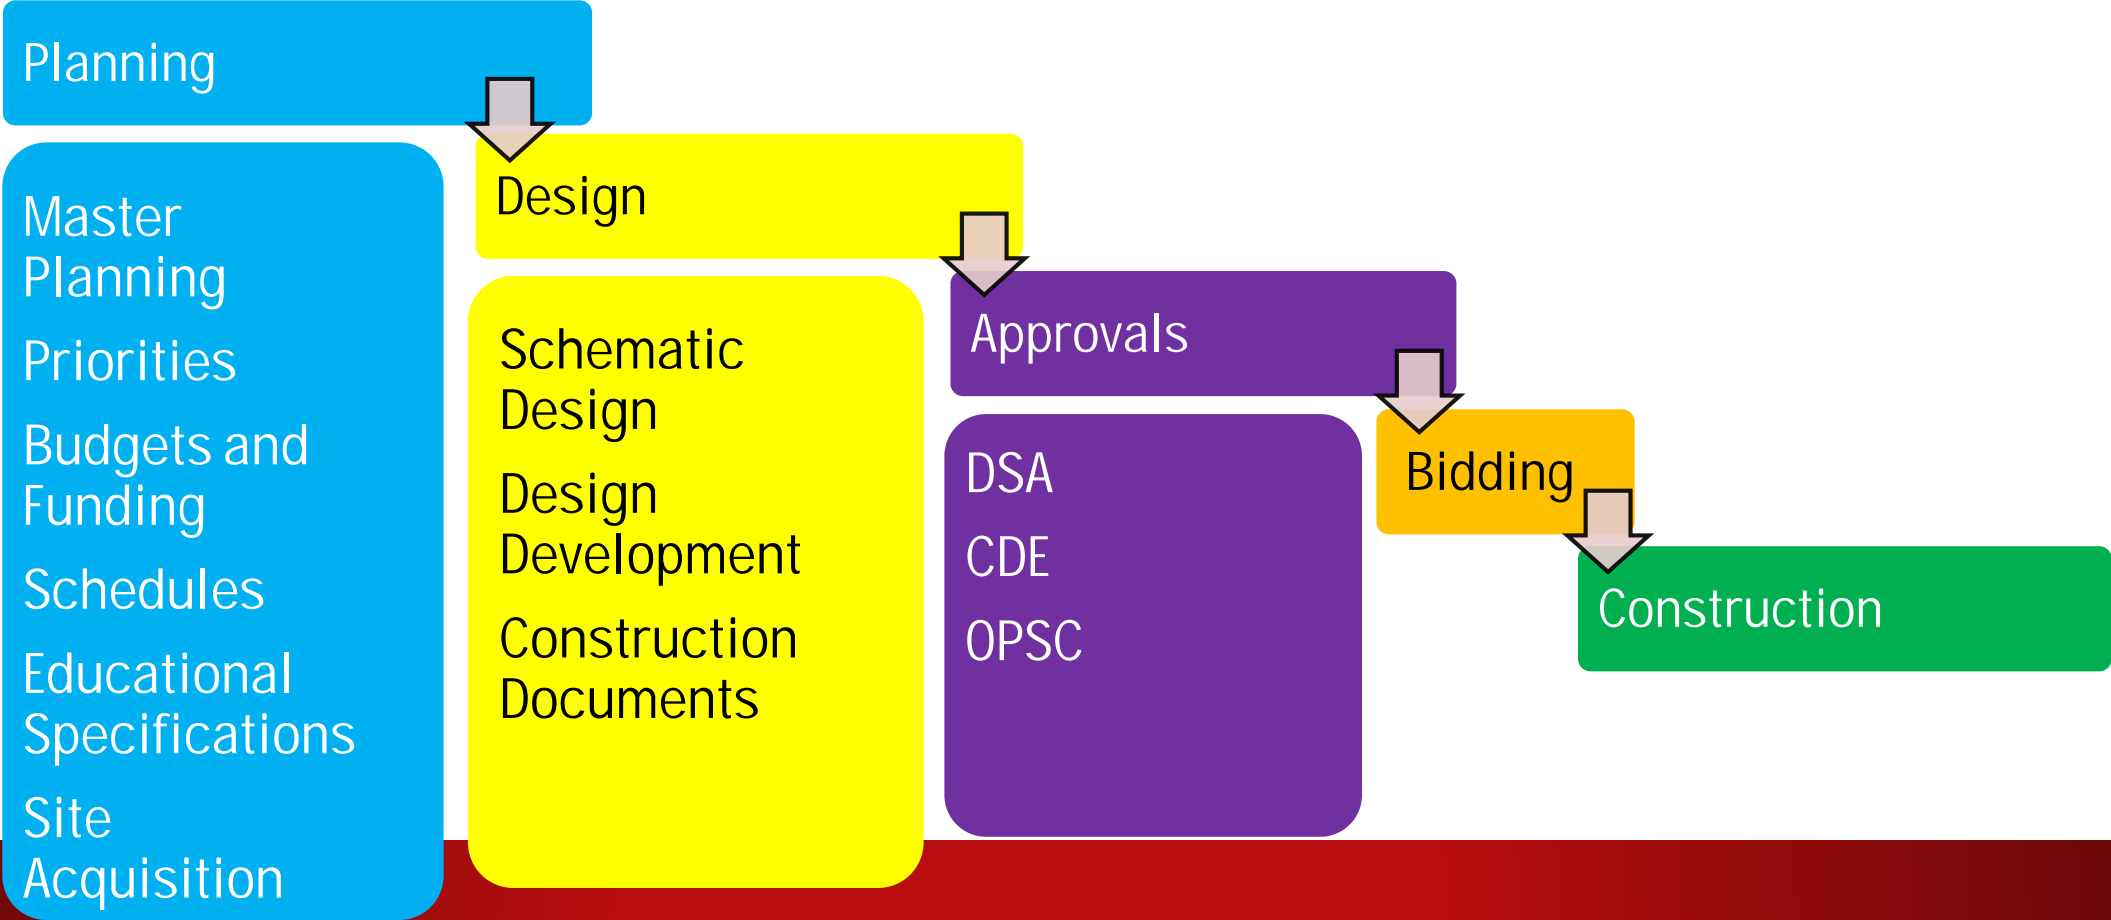 Planning
Master
Planning
Priorities
Budgets and
Funding
Schedules
Educational
Specifications
Site
Acquisition
Design
Schematic
Design
Design
Development
Construction
Documents
Approvals
DSA
CDE
OPSC
Bidding
Construction